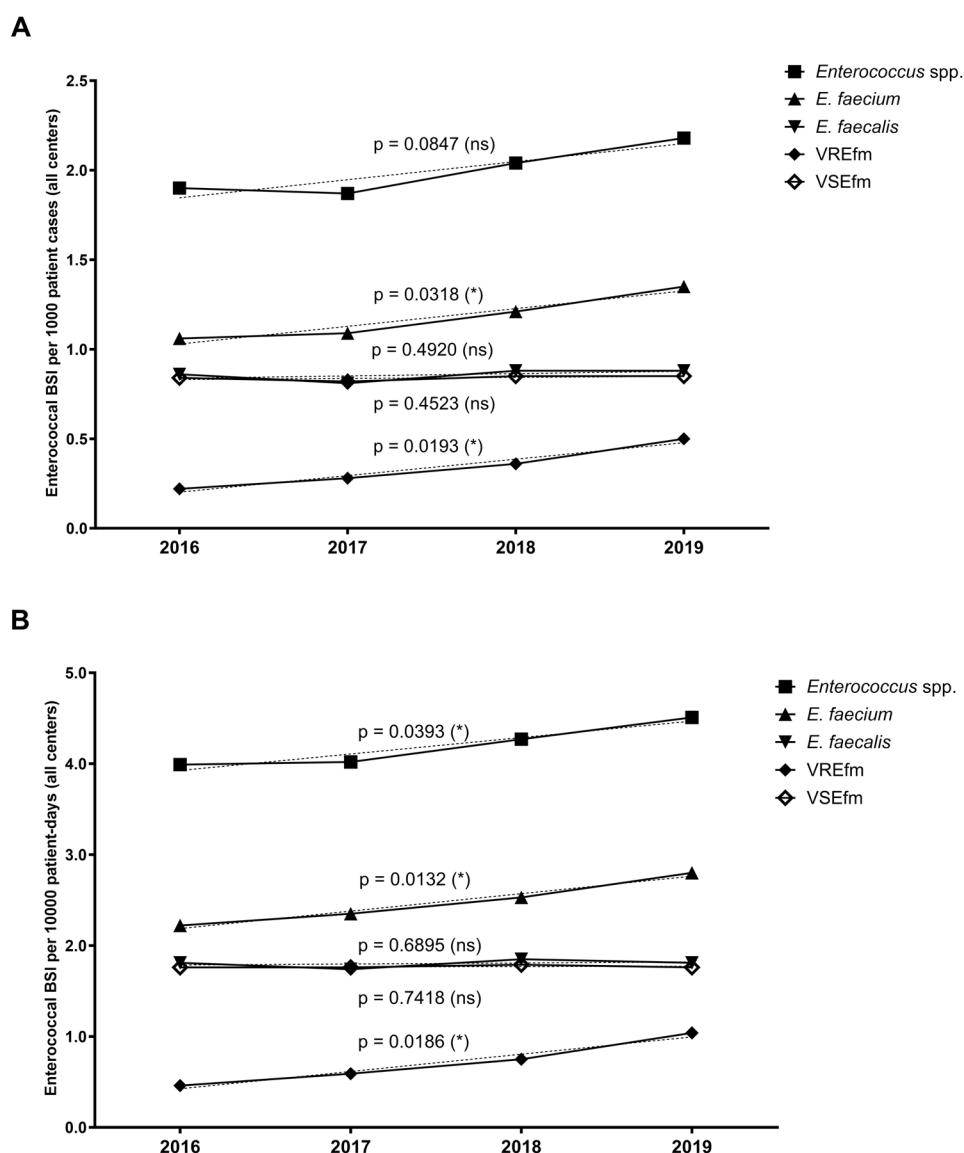 A
Enterococcal BSI per 1000 patient cases (all centers)
2.5
2.0
1.5
1.0
0.5
0.0
p = 0.0847 (ns)
p = 0.0318 (*)
p = 0.4920 (ns)
p = 0.4523 (ns)
p = 0.0193 (*)
2016 2017 2018 2019
Enterococcus spp.
E. faecium
E. faecalis
VREfm
VSEfm
B
Enterococcal BSI per 10000 patient-days (all centers)
5.0
4.0
3.0
2.0
1.0
0.0
p = 0.0393 (*)
p = 0.0132 (*)
p = 0.6895 (ns)
p = 0.7418 (ns)
p = 0.0186 (*)
2016 2017 2018 2019
Enterococcus spp.
E. faecium
E. faecalis
VREfm
VSEfm